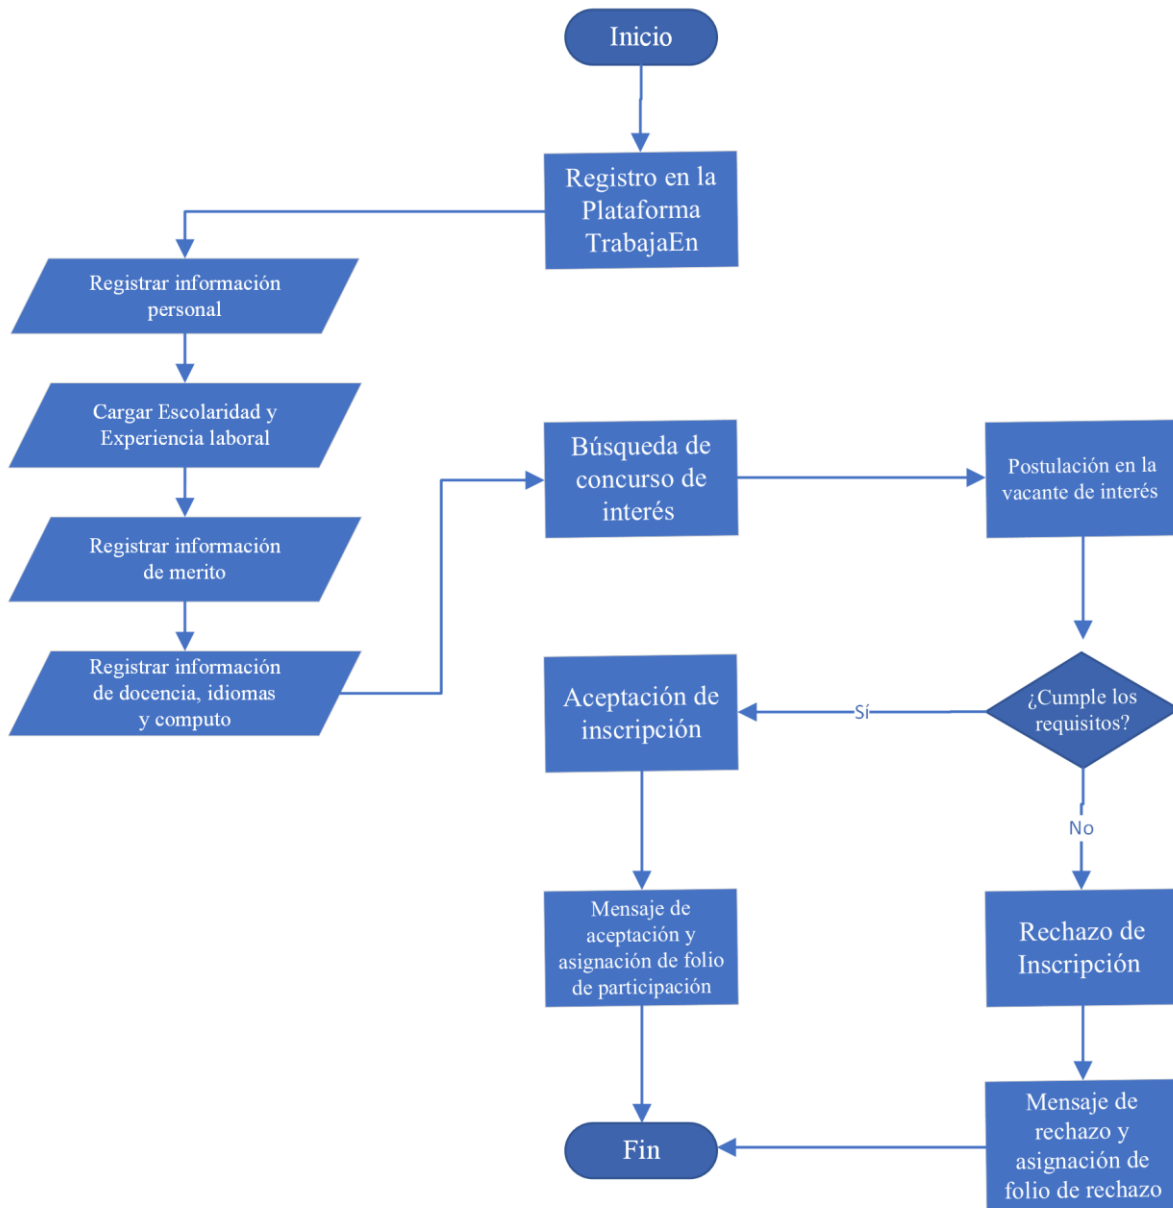 Inicio
Registro en la
Plataforma
TrabajaEn
Registrar información
personal
Cargar Escolaridad y
Experiencia laboral
Registrar información
de merito
Registrar información
de docencia, idiomas
y computo
Búsqueda de
concurso de
interés
Postulación en la
vacante de interés
¿Cumple los
requisitos?
Sí
Aceptación de
inscripción
No
Mensaje de
aceptación y
asignación de folio
de participación
Rechazo de
Inscripción
Mensaje de
rechazo y
asignación de
folio de rechazo
Fin